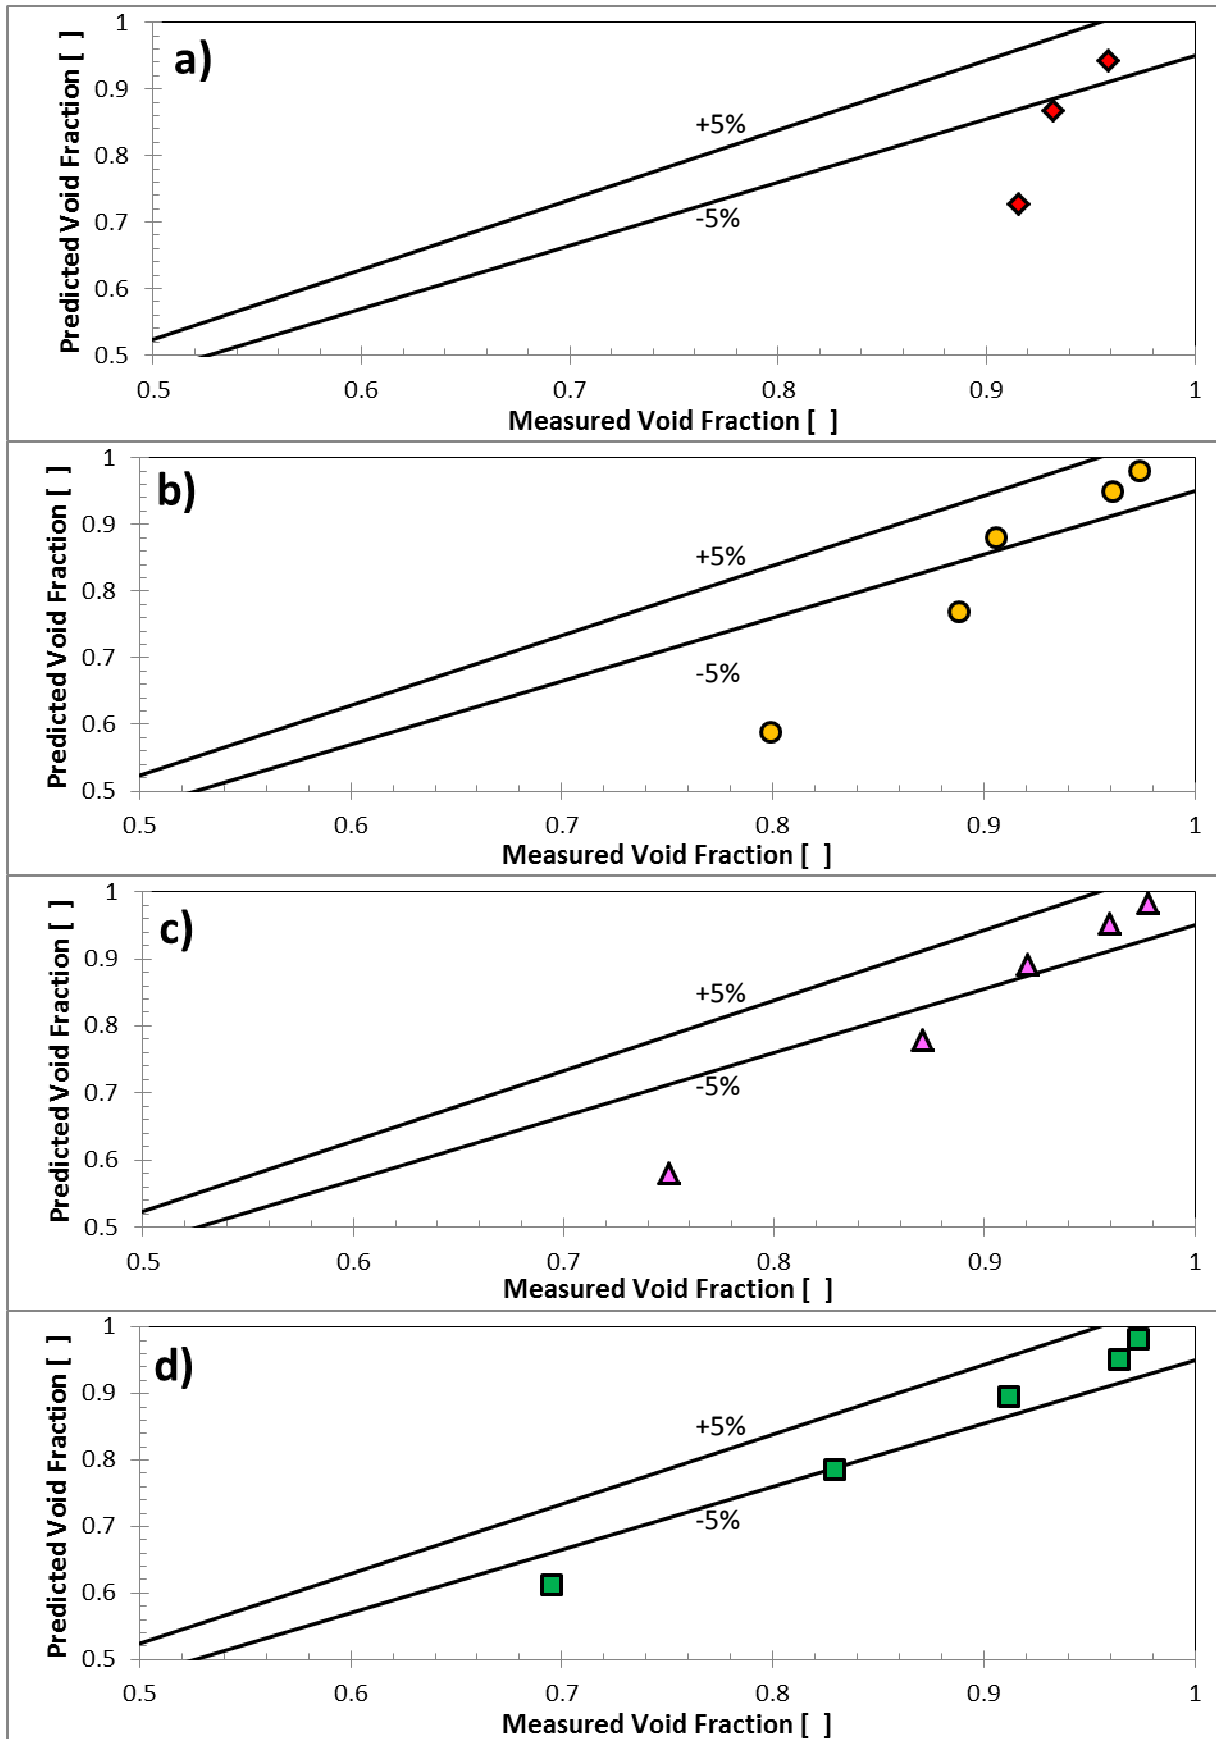 a)
Predicted Void Fraction [ ]
1
0.9
0.8
0.7
0.6
0.5
+5%
-5%
0.5 0.6 0.7 0.8 0.9 1
Measured Void Fraction [ ]
b)
Predicted Void Fraction [ ]
1
0.9
0.8
0.7
0.6
0.5
+5%
-5%
0.5 0.6 0.7 0.8 0.9 1
Measured Void Fraction [ ]
c)
Predicted Void Fraction [ ]
1
0.9
0.8
0.7
0.6
0.5
+5%
-5%
0.5 0.6 0.7 0.8 0.9 1
Measured Void Fraction [ ]
d)
Predicted Void Fraction [ ]
1
0.9
0.8
0.7
0.6
0.5
+5%
-5%
0.5 0.6 0.7 0.8 0.9 1
Measured Void Fraction [ ]